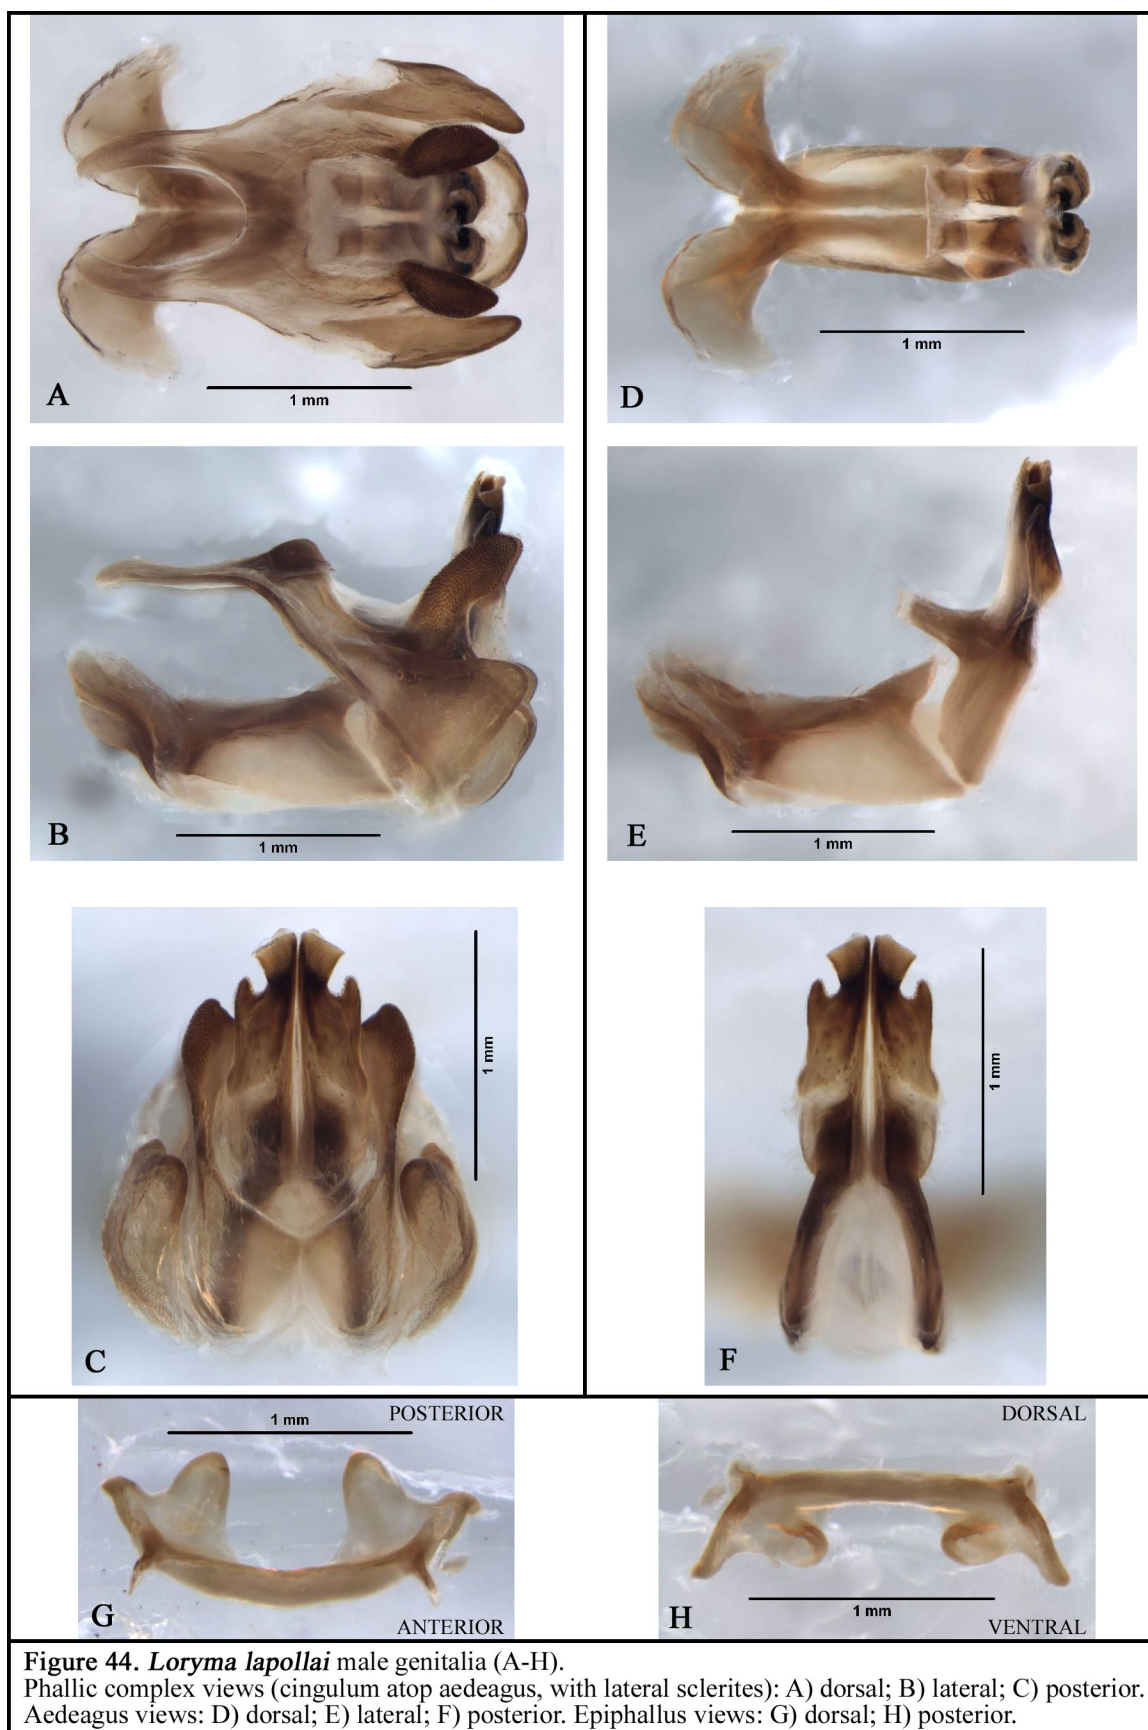 A
1 mm
D
1 mm
B
1 mm
E
1 mm
C
1 mm
F
1 mm
POSTERIOR
1 mm
G
ANTERIOR
DORSAL
H
1 mm
VENTRAL
Figure 44. Loryma lapollai male genitalia (A-H).
Phallic complex views (cingulum atop aedeagus, with lateral sclerites): A) dorsal; B) lateral; C) posterior.
Aedeagus views: D) dorsal; E) lateral; F) posterior. Epiphallus views: G) dorsal; H) posterior.